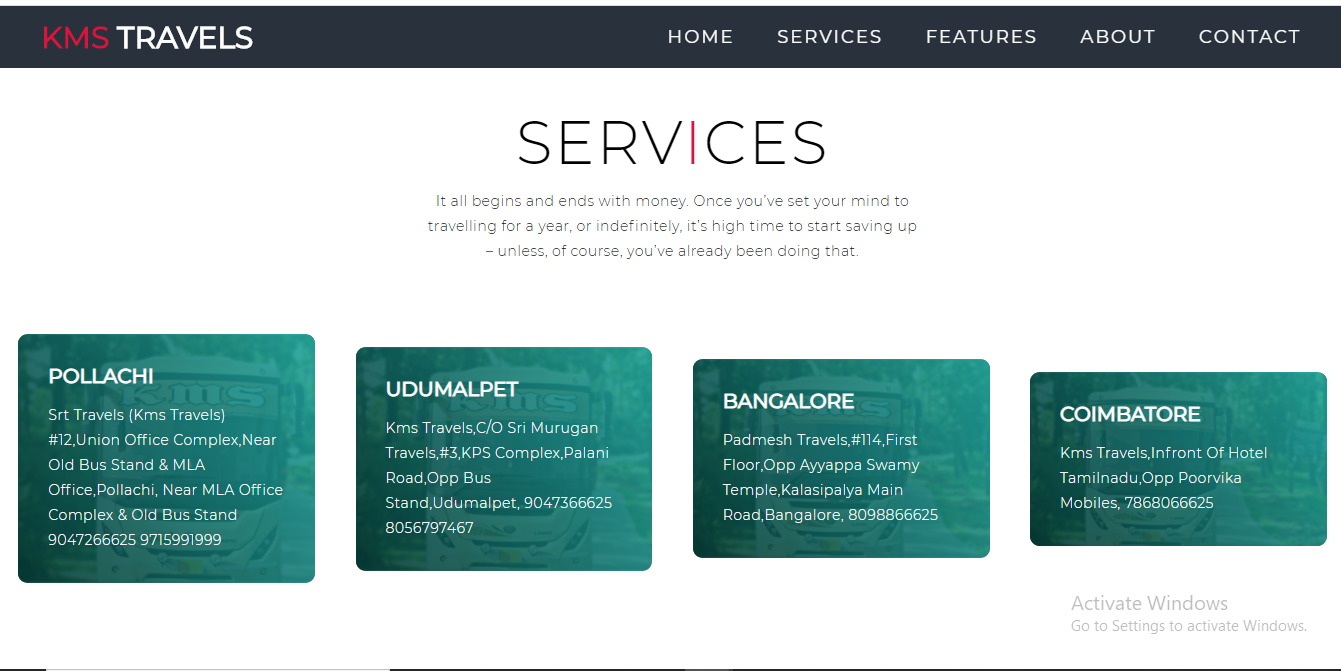 KMS TRAVELS
HOME SERVICES FEATURES ABOUT CONTACT
SERVICES
It all begins and ends with money. Once you've set your mind to
travelling for a year, or indefinitely, it's high time to start saving up
– unless, of course, you've already been doing that.
POLLACHI
Srt Travels (Kms Travels)
#12,Union Office Complex,Near
Old Bus Stand & MLA
Office,Pollachi, Near MLA Office
Complex & Old Bus Stand
9047266625 9715991999
UDUMALPET
Kms Travels,C/O Sri Murugan
Travels,#3,KPS Complex,Palani
Road,Opp Bus
Stand,Udumalpet, 9047366625
8056797467
BANGALORE
Padmesh Travels,#114,First
Floor,Opp Ayyappa Swamy
Temple,Kalasipalya Main
Road,Bangalore, 8098866625
COIMBATORE
Kms Travels,Infront Of Hotel
Tamilnadu,Opp Poorvika
Mobiles, 7868066625
Activate Windows
Go to Settings to activate Windows.